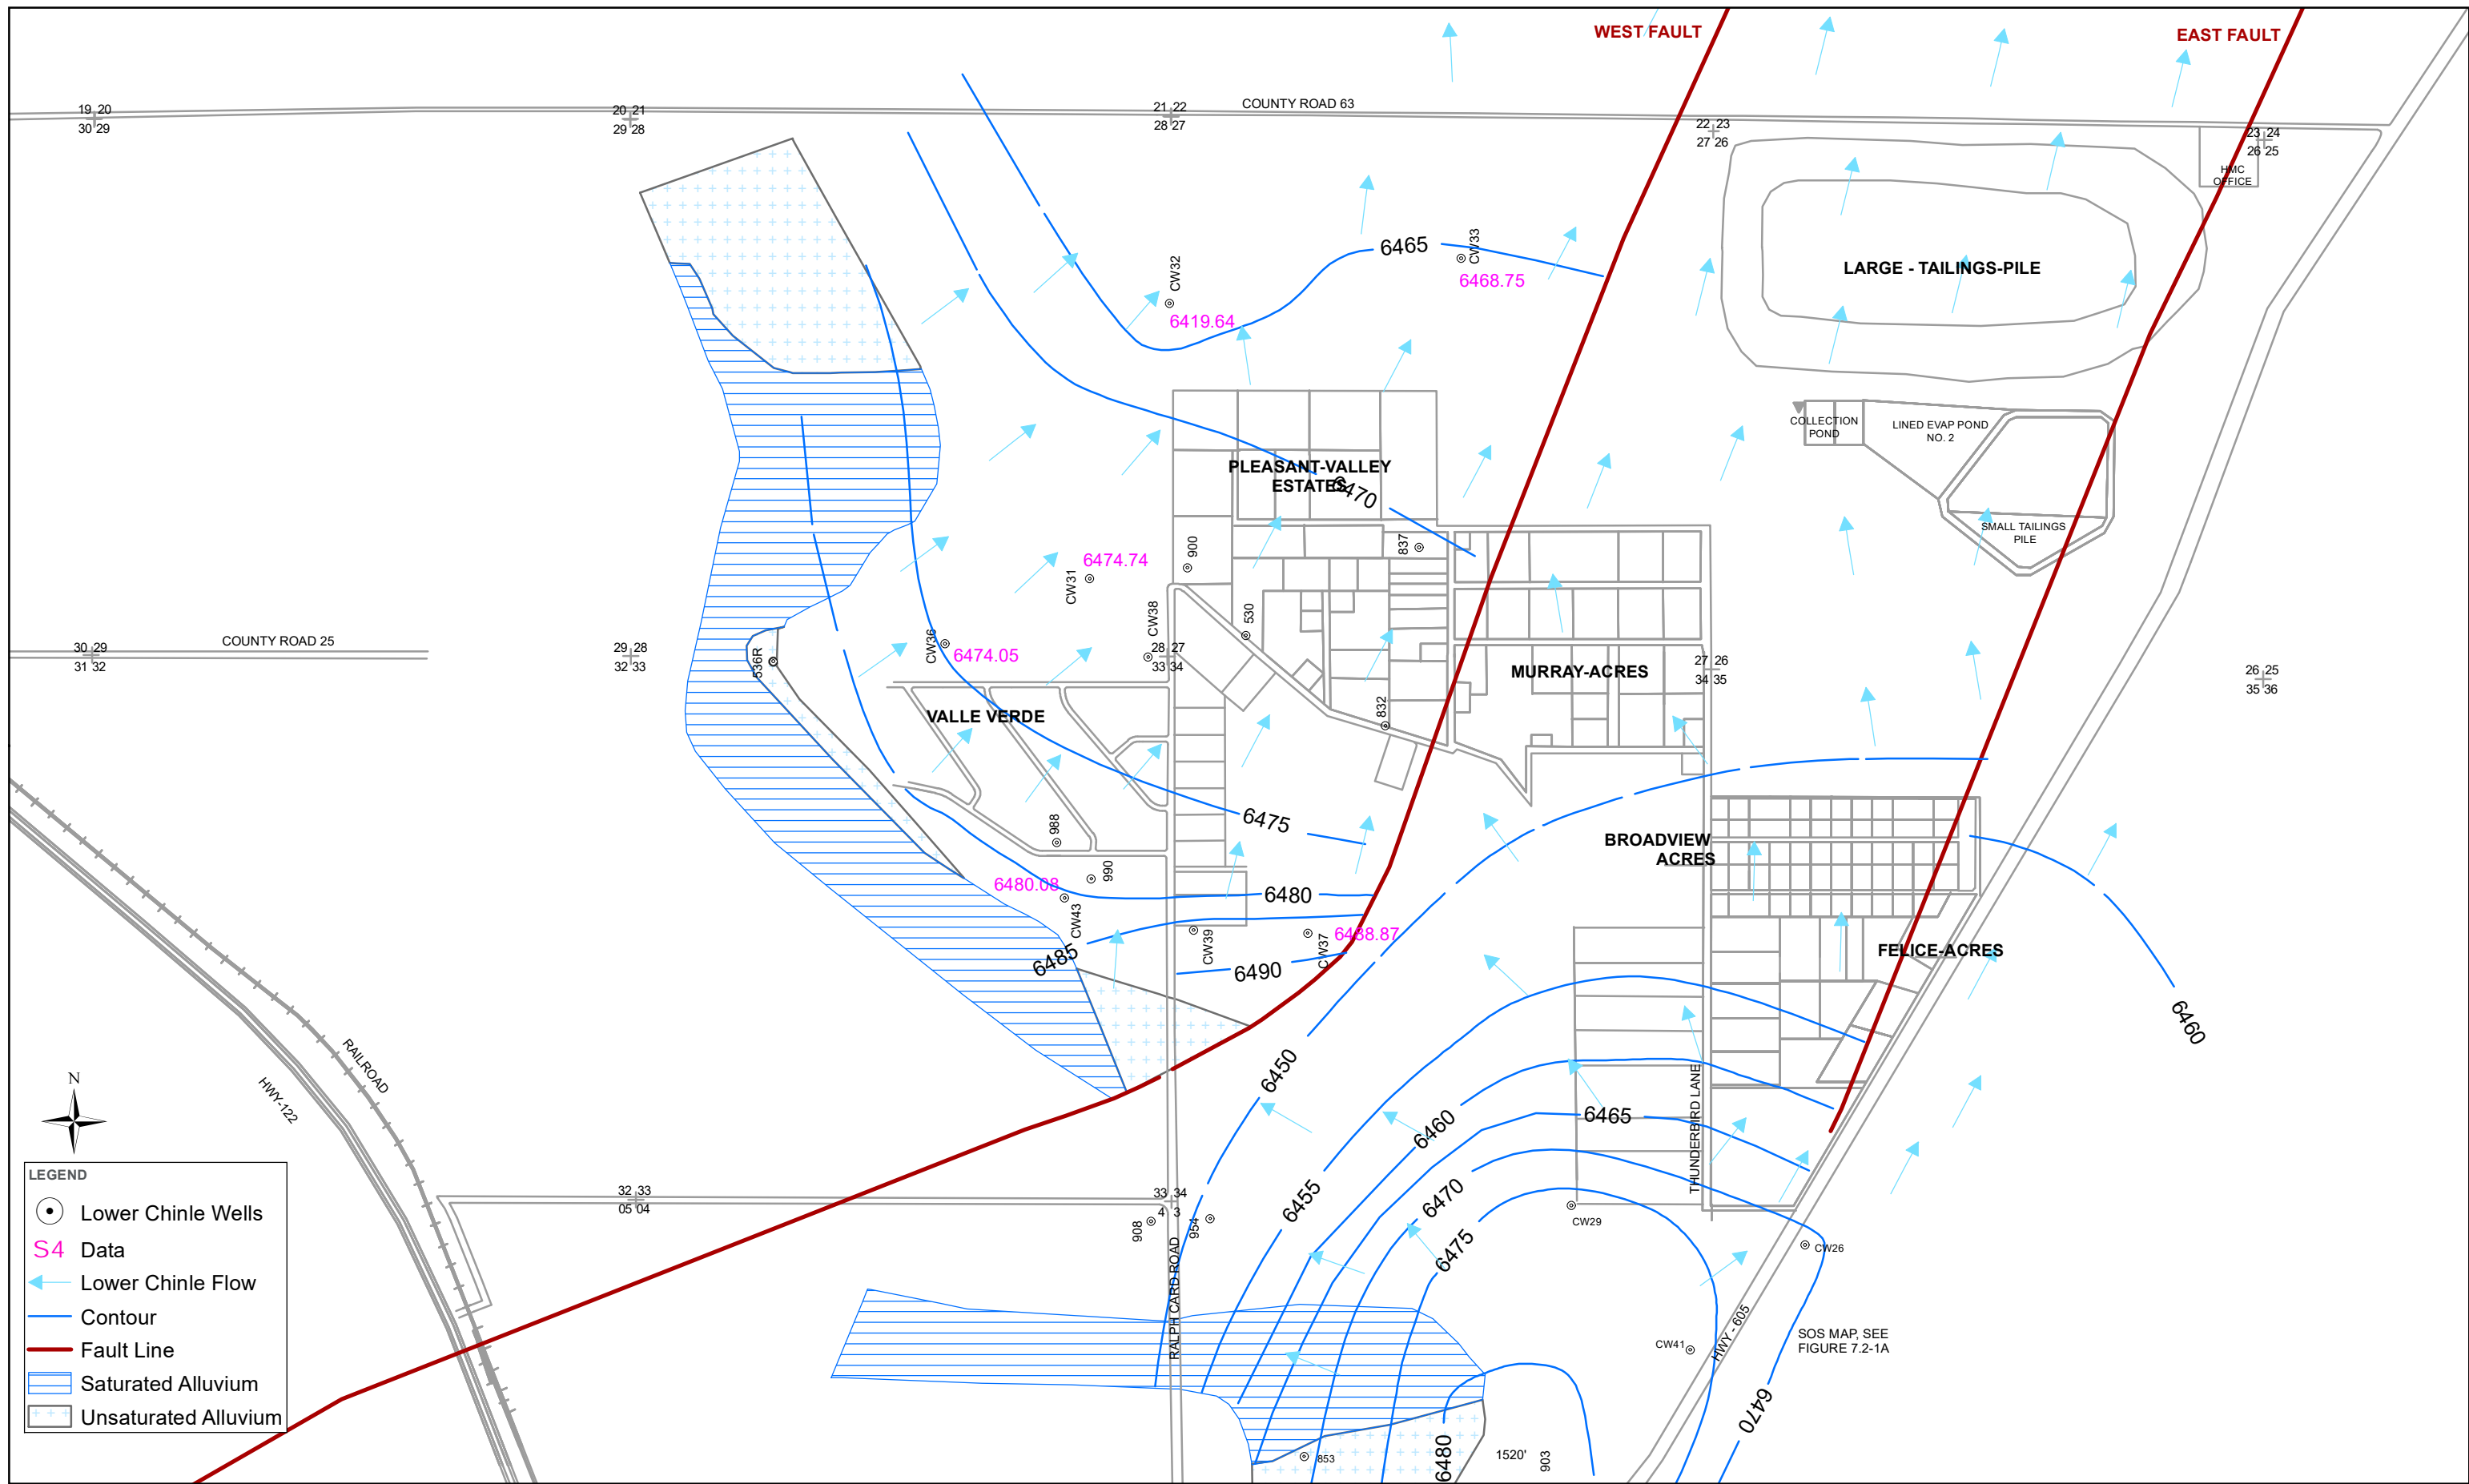 WEST FAULT
EAST FAULT
19 20
30 29
20 21
29 28
21 22
28 27
COUNTY ROAD 63
22 23
27 26
23 24
26 25
HMC
OFFICE
CW32
6419.64
6465
CW33
6468.75
LARGE - TAILINGS-PILE
COLLECTION
POND
LINED EVAP POND
NO. 2
SMALL TAILINGS
PILE
PLEASANT-VALLEY
ESTATES
6470
6474.74
CW31
900
837
CW38
530
COUNTY ROAD 25
30 29
31 32
29 28
32 33
536R
CW36
6474.05
28 27
33 34
MURRAY-ACRES
27 26
34 35
26 25
35 36
VALLE VERDE
832
6475
988
990
6480.08
CW43
6480
BROADVIEW
ACRES
6485
CW39
6490
CW37
6488.87
FELICE-ACRES
6460
RAILROAD
HWY-122
N
6450
6460
6465
THUNDERBIRD LANE
6455
6470
6475
32 33
05 04
33 34
4 3
908
954
RALPH CARD ROAD
CW29
CW26
CW41
HWY - 605
SOS MAP, SEE
FIGURE 7.2-1A
6470
853
6480
1520'
903
LEGEND
Lower Chinle Wells
S4 Data
Lower Chinle Flow
Contour
Fault Line
Saturated Alluvium
Unsaturated Alluvium